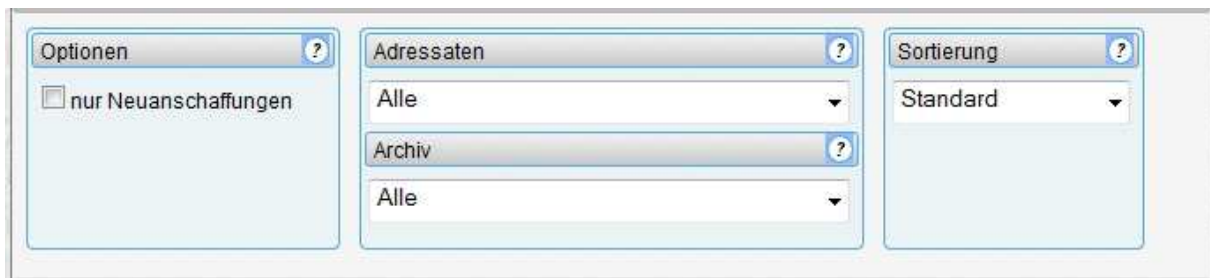 Optionen ?
nur Neuanschaffungen
Adressaten ?
Alle
Archiv ?
Alle
Sortierung ?
Standard